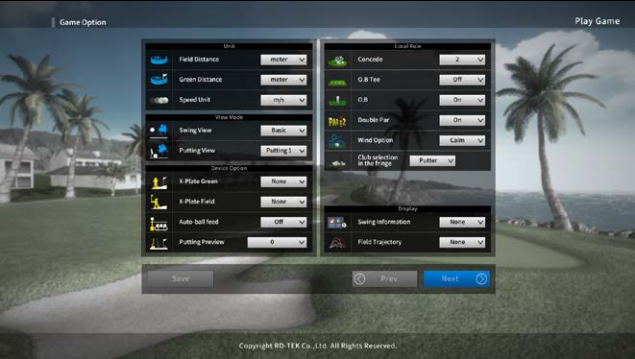 Game Option
Play Game
Unit
Field Distance meter
Green Distance meter
Speed Unit m/s
View Mode
Swing View Basic
Putting View Putting 1
Device Option
X-Plate Green None
X-Plate Field None
Auto-ball feed Off
Putting Preview 0
Local Rule
Concede 2
O.B Tee Off
O.B On
PAR x2 Double Par On
Wind Option Calm
Club selection
in the fringe Putter
Display
Swing Information None
Field Trajectory None
Save
Prev.
Next
Copyright RD-TEK Co.,Ltd. All Rights Reserved.